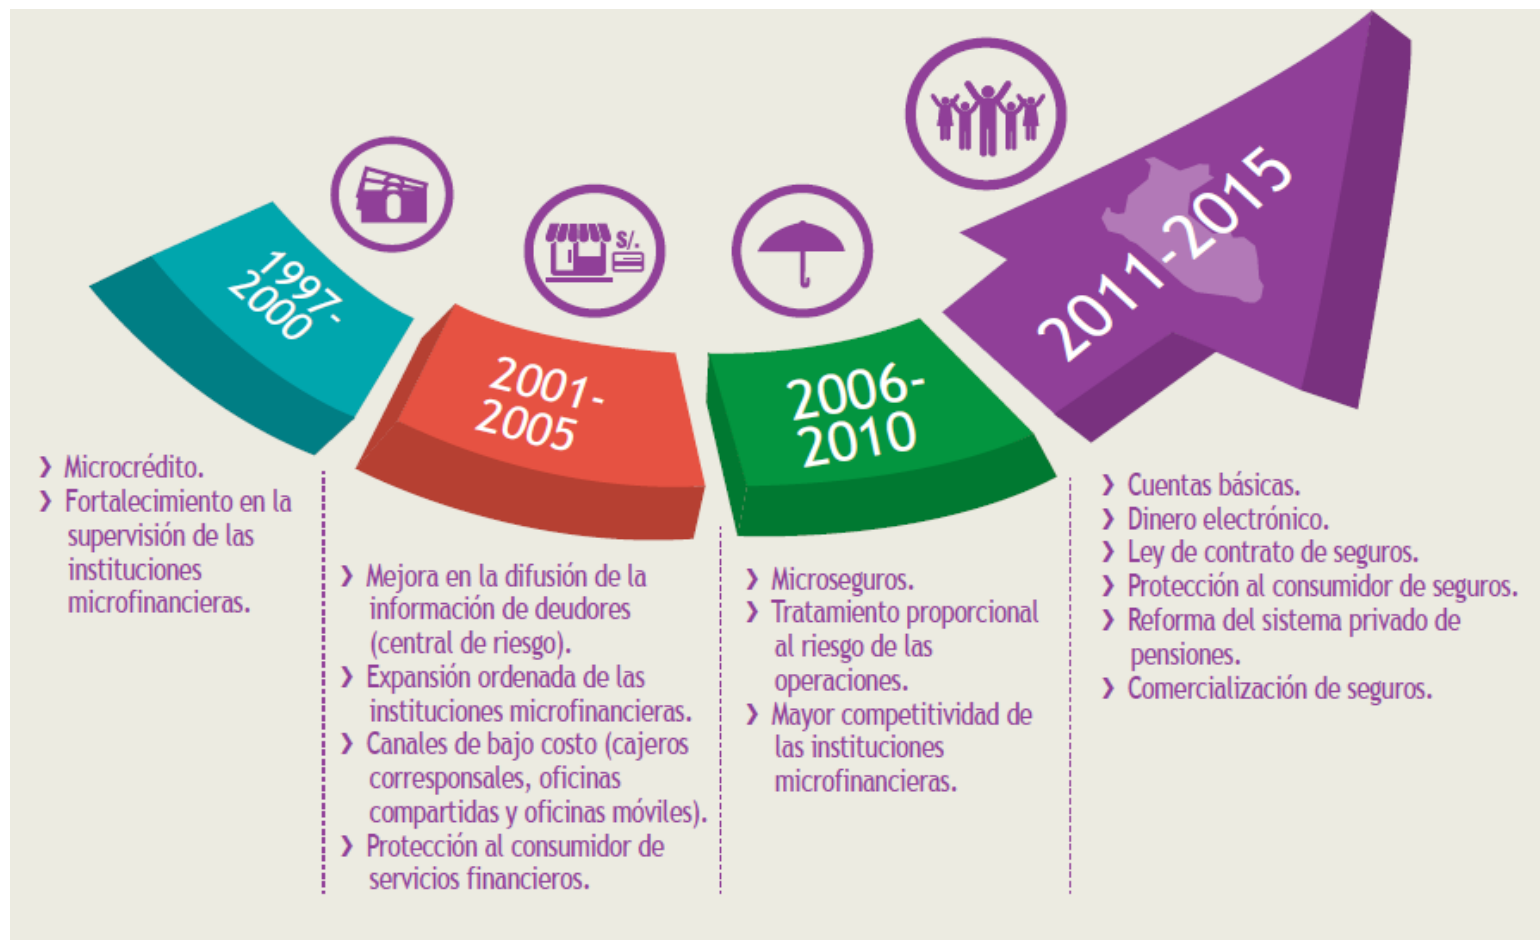 1997-
2000
❯ Microcrédito.
❯ Fortalecimiento en la
supervisión de las
instituciones
microfinancieras.
S/.
2001-
2005
❯ Mejora en la difusión de la
información de deudores
(central de riesgo).
❯ Expansión ordenada de las
instituciones microfinancieras.
❯ Canales de bajo costo (cajeros
corresponsales, oficinas
compartidas y oficinas móviles).
❯ Protección al consumidor de
servicios financieros.
2006-
2010
❯ Microseguros.
❯ Tratamiento proporcional
al riesgo de las
operaciones.
❯ Mayor competitividad de
las instituciones
microfinancieras.
2011-2015
❯ Cuentas básicas.
❯ Dinero electrónico.
❯ Ley de contrato de seguros.
❯ Protección al consumidor de seguros.
❯ Reforma del sistema privado de
pensiones.
❯ Comercialización de seguros.